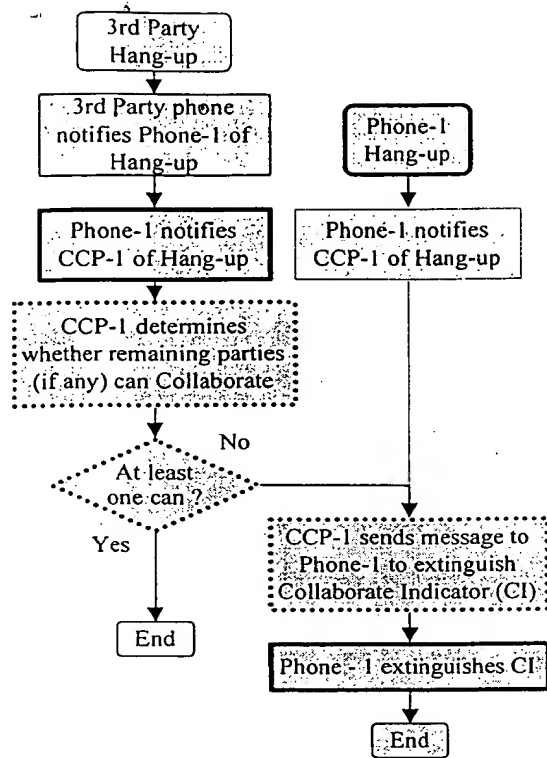 3rd Party
Hang-up
3rd Party phone
notifies Phone-1 of
Hang-up
Phone-1
Hang-up
Phone-1 notifies
CCP-1 of Hang-up
Phone-1 notifies
CCP-1 of Hang-up
CCP-1 determines
whether remaining parties
(if any) can Collaborate
At least
one can ?
No
Yes
End
CCP-1 sends message to
Phone-1 to extinguish
Collaborate Indicator (CI)
Phone - 1 extinguishes CI
End